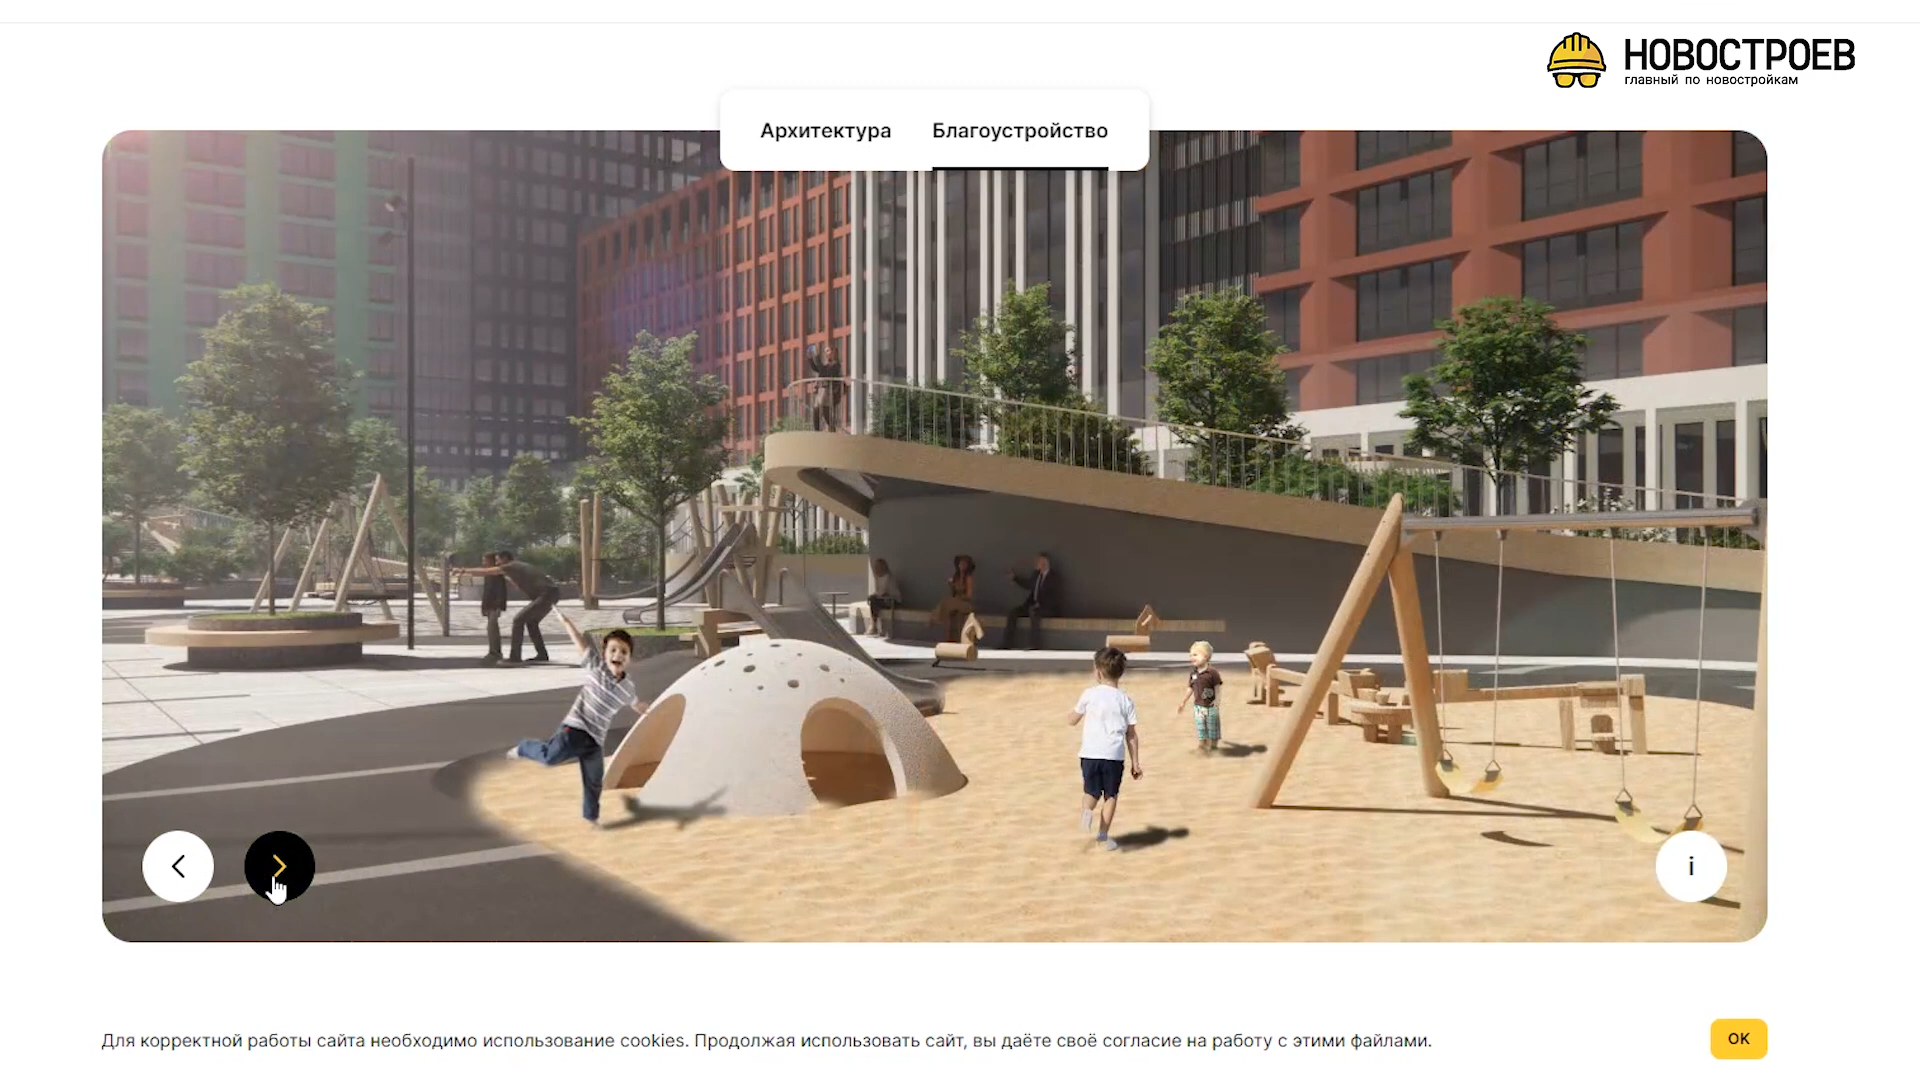 НОВОСТРОЕВ
главный по новостройкам
Архитектура
Благоустройство
i
Для корректной работы сайта необходимо использование cookies. Продолжая использовать сайт, вы даёте своё согласие на работу с этими файлами.
OK